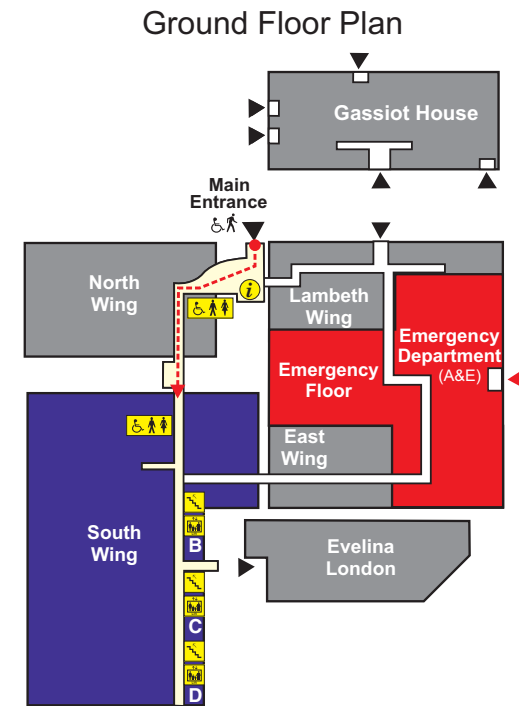 Ground Floor Plan
Gassiot House
Main
Entrance
North
Wing
i
Lambeth
Wing
Emergency
Department
(A&E)
Emergency
Floor
East
Wing
South
Wing
B
Evelina
London
C
D